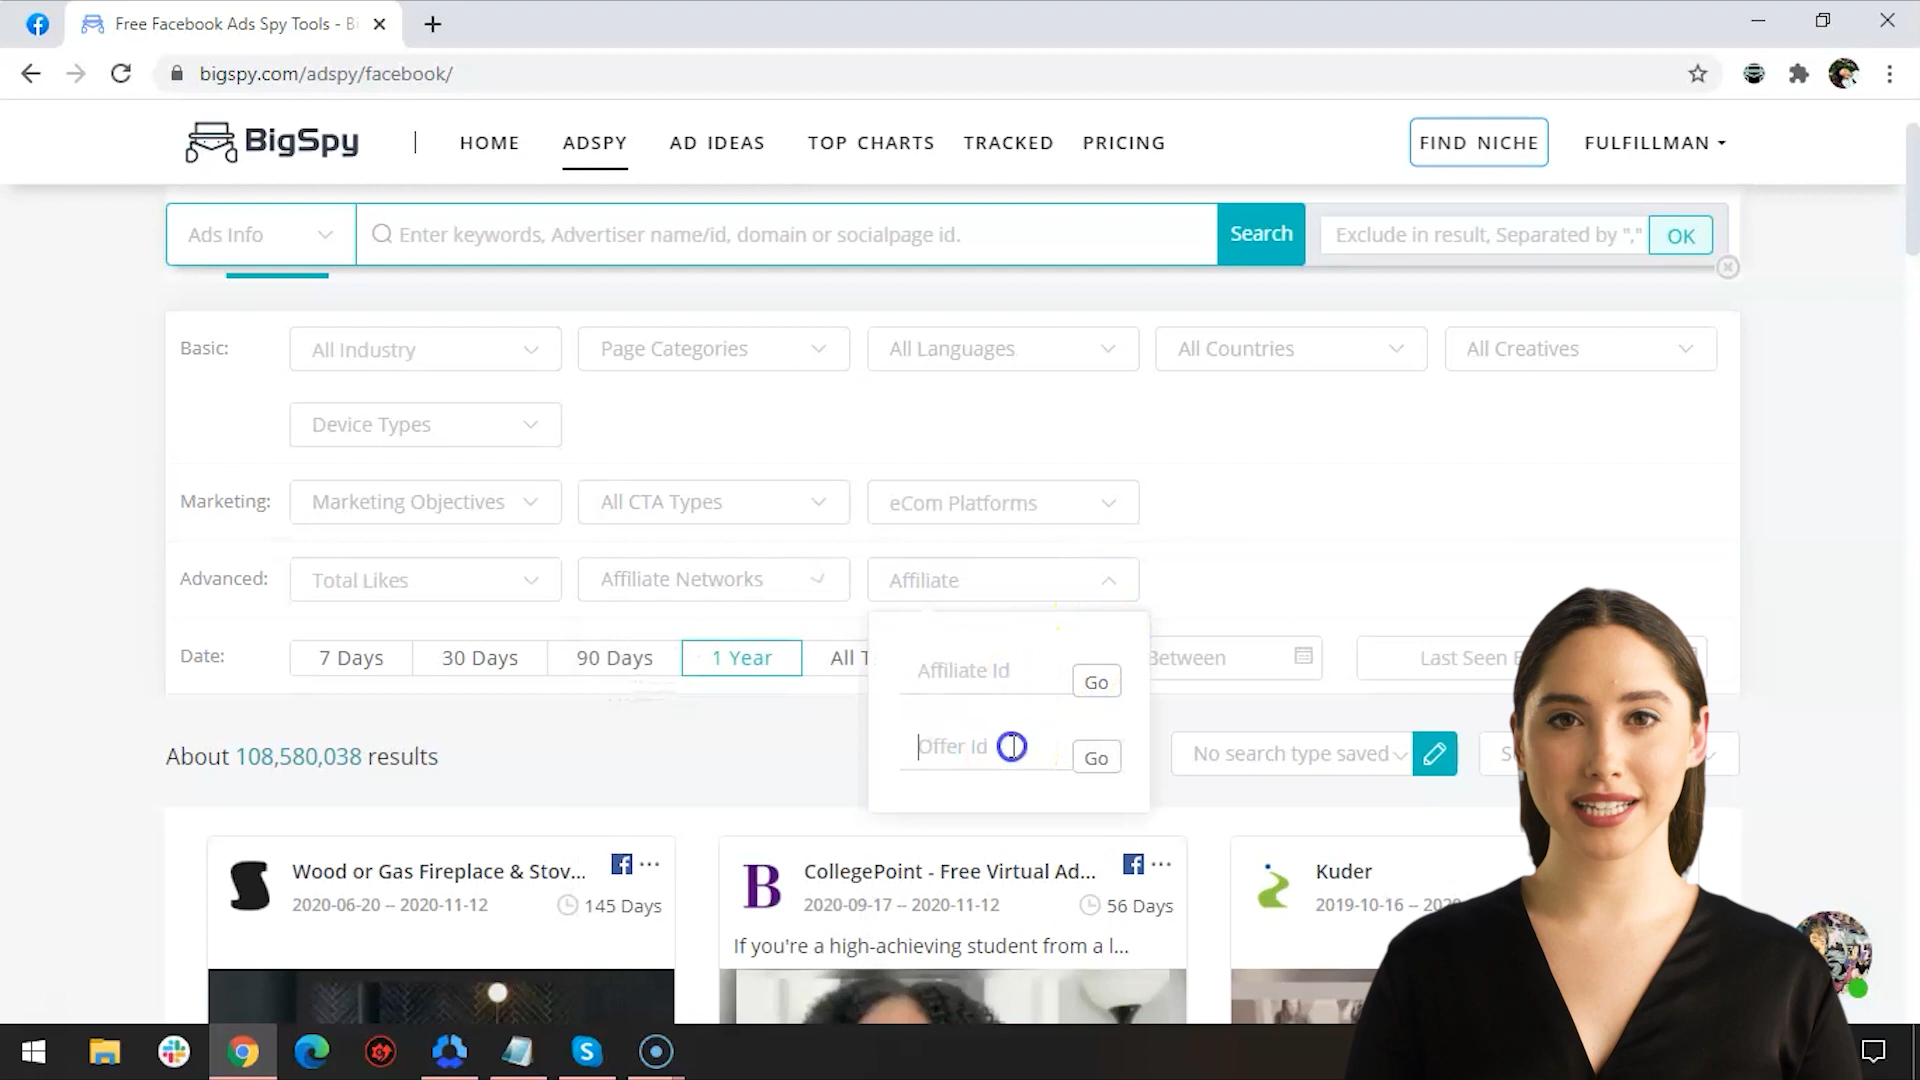 Free Facebook Ads Spy Tools - Bi
bigspy.com/adspy/facebook/
BigSpy
HOME
ADSPY
AD IDEAS
TOP CHARTS
TRACKED
PRICING
FIND NICHE
FULFILLMAN
Ads Info
Enter keywords, Advertiser name/id, domain or socialpage id.
Search
Exclude in result, Separated by ","
OK
Basic:
All Industry
Page Categories
All Languages
All Countries
All Creatives
Device Types
Marketing:
Marketing Objectives
All CTA Types
eCom Platforms
Advanced:
Total Likes
Affiliate Networks
Affiliate
Date:
7 Days
30 Days
90 Days
1 Year
All T
Between
Last Seen
Affiliate Id
Go
Offer Id
Go
About 108,580,038 results
No search type saved
Wood or Gas Fireplace & Stov...
2020-06-20 -- 2020-11-12
145 Days
CollegePoint - Free Virtual Ad...
2020-09-17 -- 2020-11-12
56 Days
If you're a high-achieving student from a l...
B
Kuder
2019-10-16 -- 2020